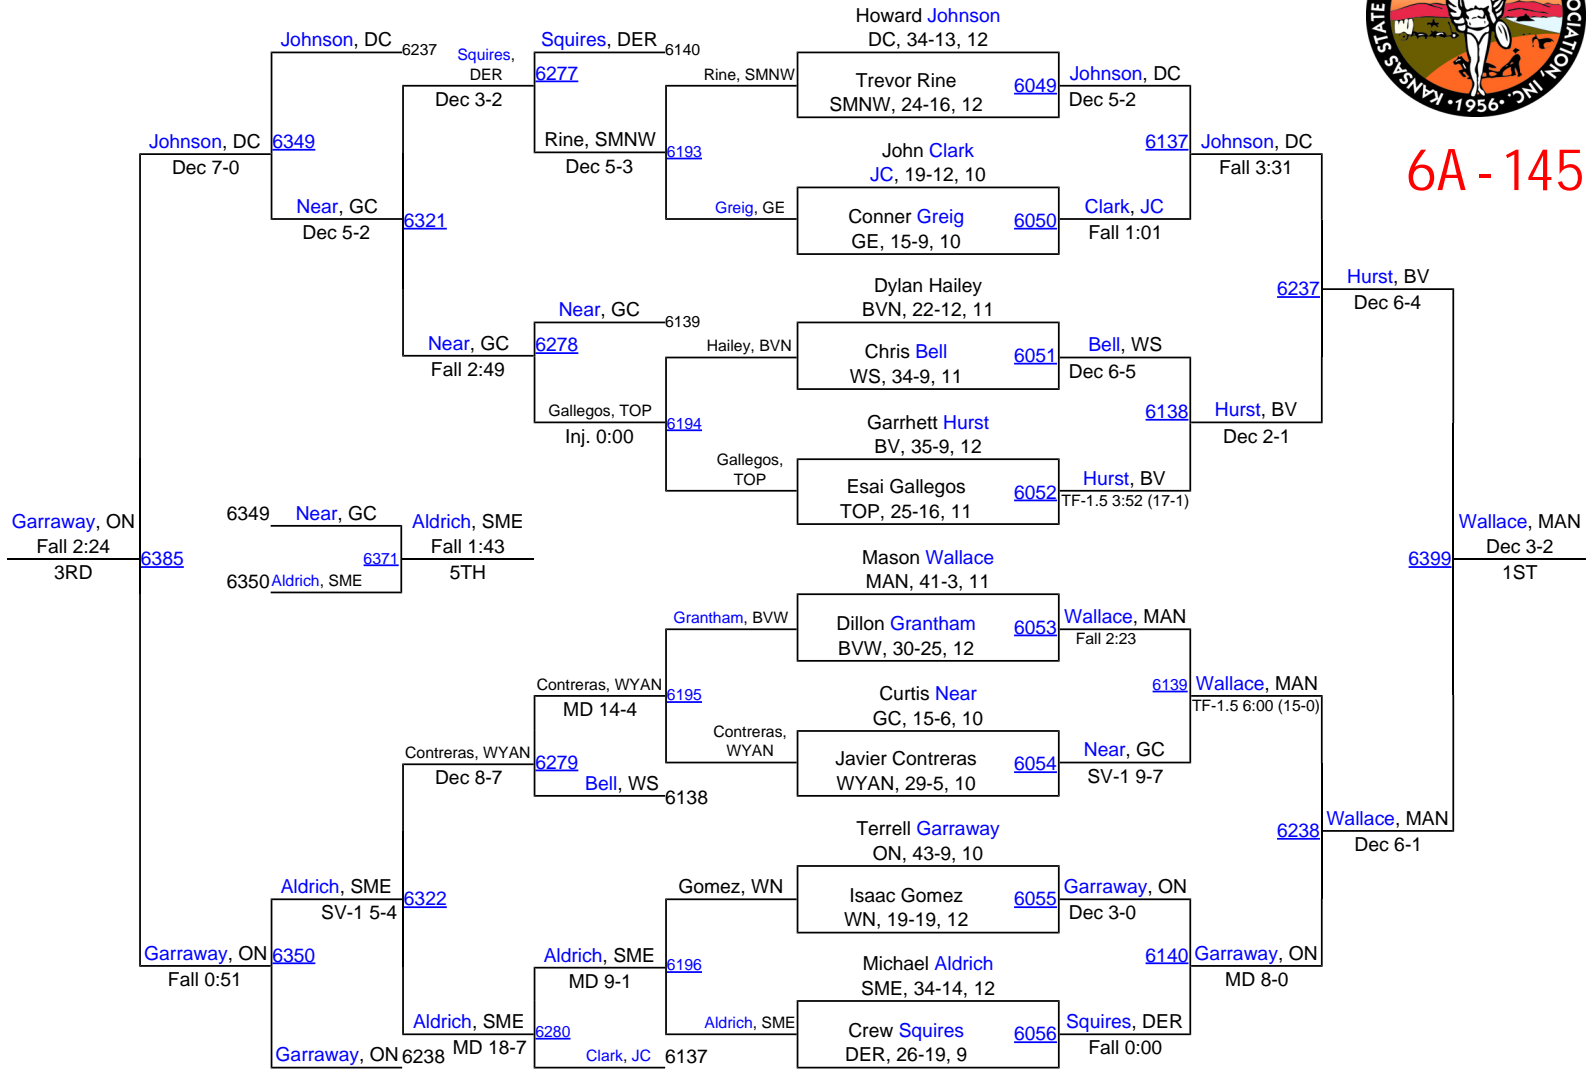 Howard Johnson
DC, 34-13, 12
Trevor Rine
SMNW, 24-16, 12
6049
John Clark
JC, 19-12, 10
Conner Greig
GE, 15-9, 10
6050
Dylan Hailey
BVN, 22-12, 11
Chris Bell
WS, 34-9, 11
6051
Garrhett Hurst
BV, 35-9, 12
Esai Gallegos
TOP, 25-16, 11
6052
Mason Wallace
MAN, 41-3, 11
Dillon Grantham
BVW, 30-25, 12
6053
Curtis Near
GC, 15-6, 10
Javier Contreras
WYAN, 29-5, 10
6054
Terrell Garraway
ON, 43-9, 10
Isaac Gomez
WN, 19-19, 12
6055
Michael Aldrich
SME, 34-14, 12
Crew Squires
DER, 26-19, 9
6056
Johnson, DC
Dec 5-2
6137
Clark, JC
Fall 1:01
Bell, WS
Dec 6-5
6138
Hurst, BV
TF-1.5 3:52 (17-1)
Wallace, MAN
Fall 2:23
6139
Near, GC
SV-1 9-7
Garraway, ON
Dec 3-0
6140
Squires, DER
Fall 0:00
Johnson, DC
Fall 3:31
6237
Hurst, BV
Dec 2-1
Wallace, MAN
TF-1.5 6:00 (15-0)
6238
Garraway, ON
MD 8-0
Hurst, BV
Dec 6-4
6399
Wallace, MAN
Dec 6-1
Wallace, MAN
Dec 3-2
1ST
KANSAS STATE
OCIATION, INC.
•1956•
6A - 145
Rine, SMNW
6193
Greig, GE
Hailey, BVN
6194
Gallegos,
TOP
Grantham, BVW
6195
Contreras,
WYAN
Gomez, WN
6196
Aldrich, SME
Squires, DER
6140
6277
Rine, SMNW
Dec 5-3
Near, GC
6139
6278
Gallegos, TOP
Inj. 0:00
Contreras, WYAN
MD 14-4
6279
Bell, WS
6138
Aldrich, SME
MD 9-1
6280
Clark, JC
6137
Squires,
DER
Dec 3-2
6321
Near, GC
Fall 2:49
Contreras, WYAN
Dec 8-7
6322
Aldrich, SME
MD 18-7
Johnson, DC
6237
6349
Near, GC
Dec 5-2
Aldrich, SME
SV-1 5-4
6350
Garraway, ON
6238
Johnson, DC
Dec 7-0
6385
Garraway, ON
Fall 0:51
Garraway, ON
Fall 2:24
3RD
6349
Near, GC
6371
6350
Aldrich, SME
Aldrich, SME
Fall 1:43
5TH